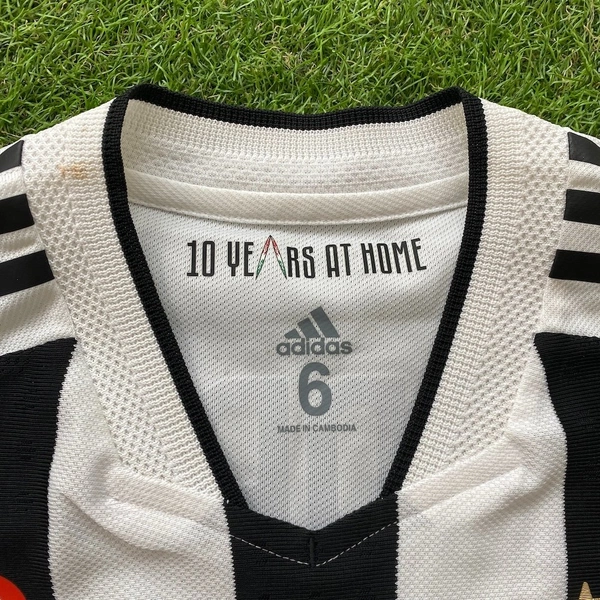 10 YEARS AT HOME
adidas
6
MADE IN CAMBODIA